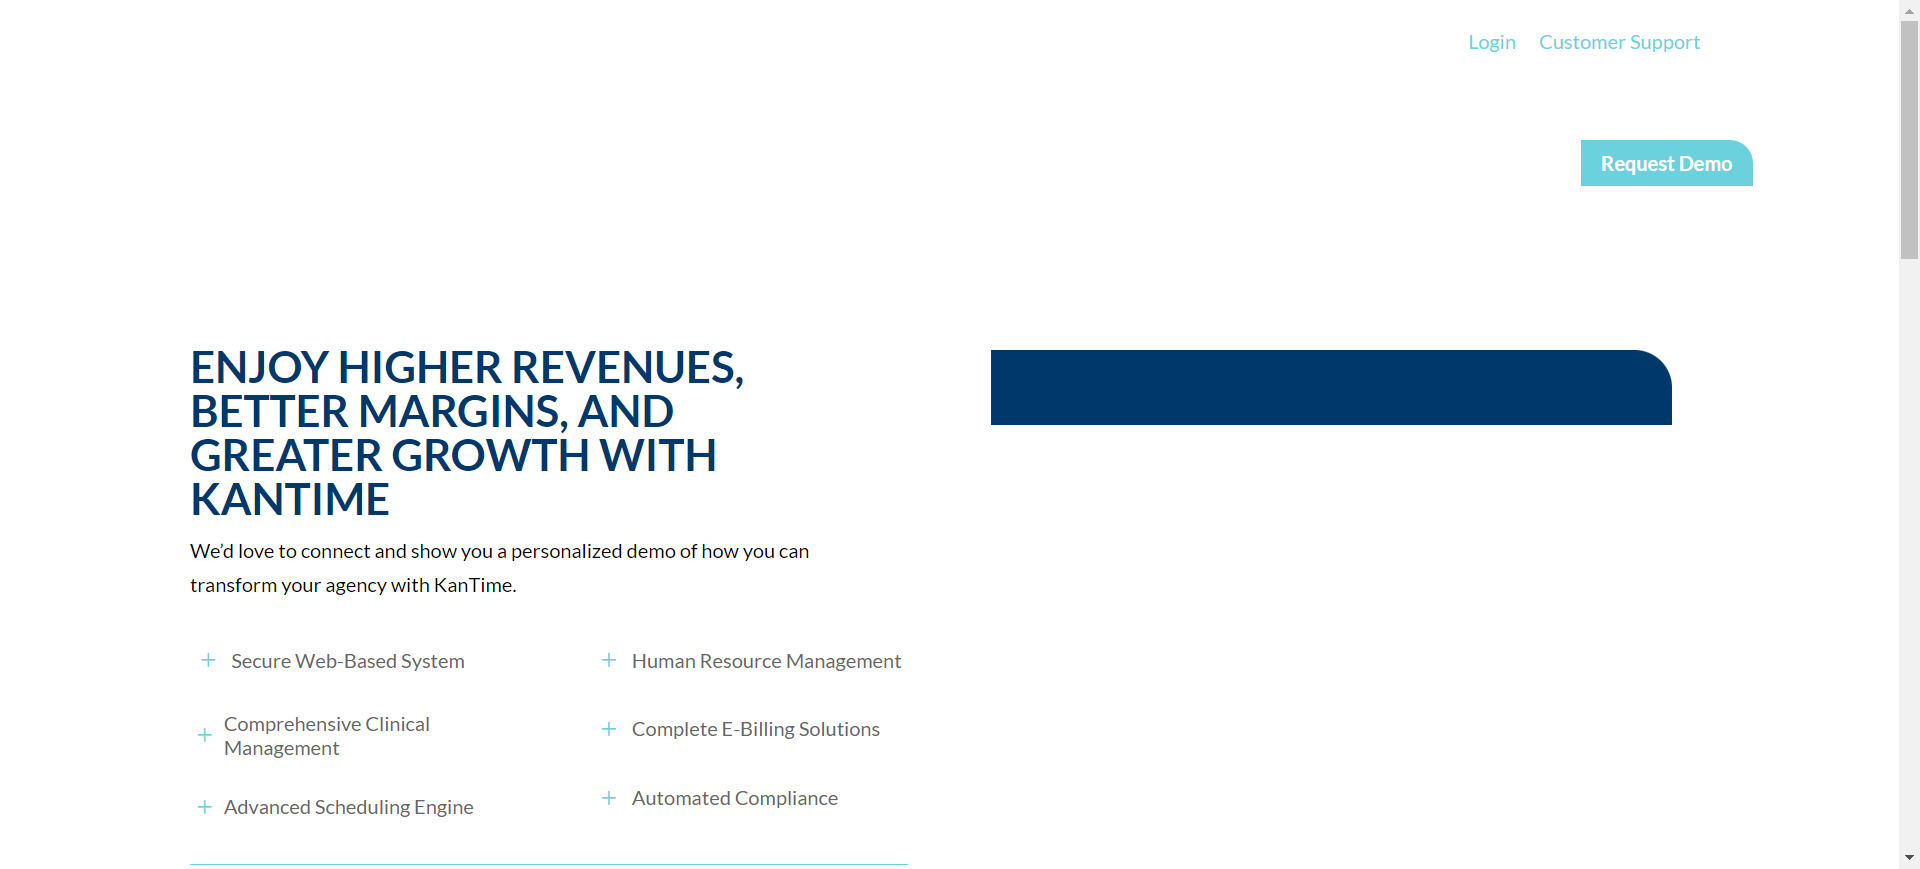 Login Customer Support
Request Demo
ENJOY HIGHER REVENUES,
BETTER MARGINS, AND
GREATER GROWTH WITH
KANTIME
We’d love to connect and show you a personalized demo of how you can
transform your agency with KanTime.
Secure Web-Based System
Comprehensive Clinical
Management
Advanced Scheduling Engine
Human Resource Management
Complete E-Billing Solutions
Automated Compliance